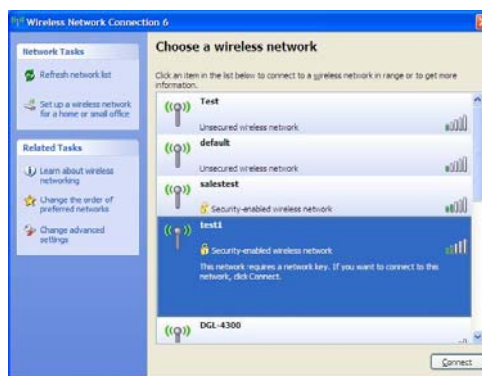 Wireless Network Connection 6
Network Tasks
Refresh network list
Set up a wireless network
for a home or small office
Related Tasks
Learn about wireless
networking
Change the order of
preferred networks
Change advanced
settings
Choose a wireless network
Click an item in the list below to connect to a wireless network in range or to get more
information.
Test
Unsecured wireless network
default
Unsecured wireless network
salestest
Security-enabled wireless network
test1
Security-enabled wireless network
This network requires a network key. If you want to connect to this
network, click Connect.
DGL-4300
Connect